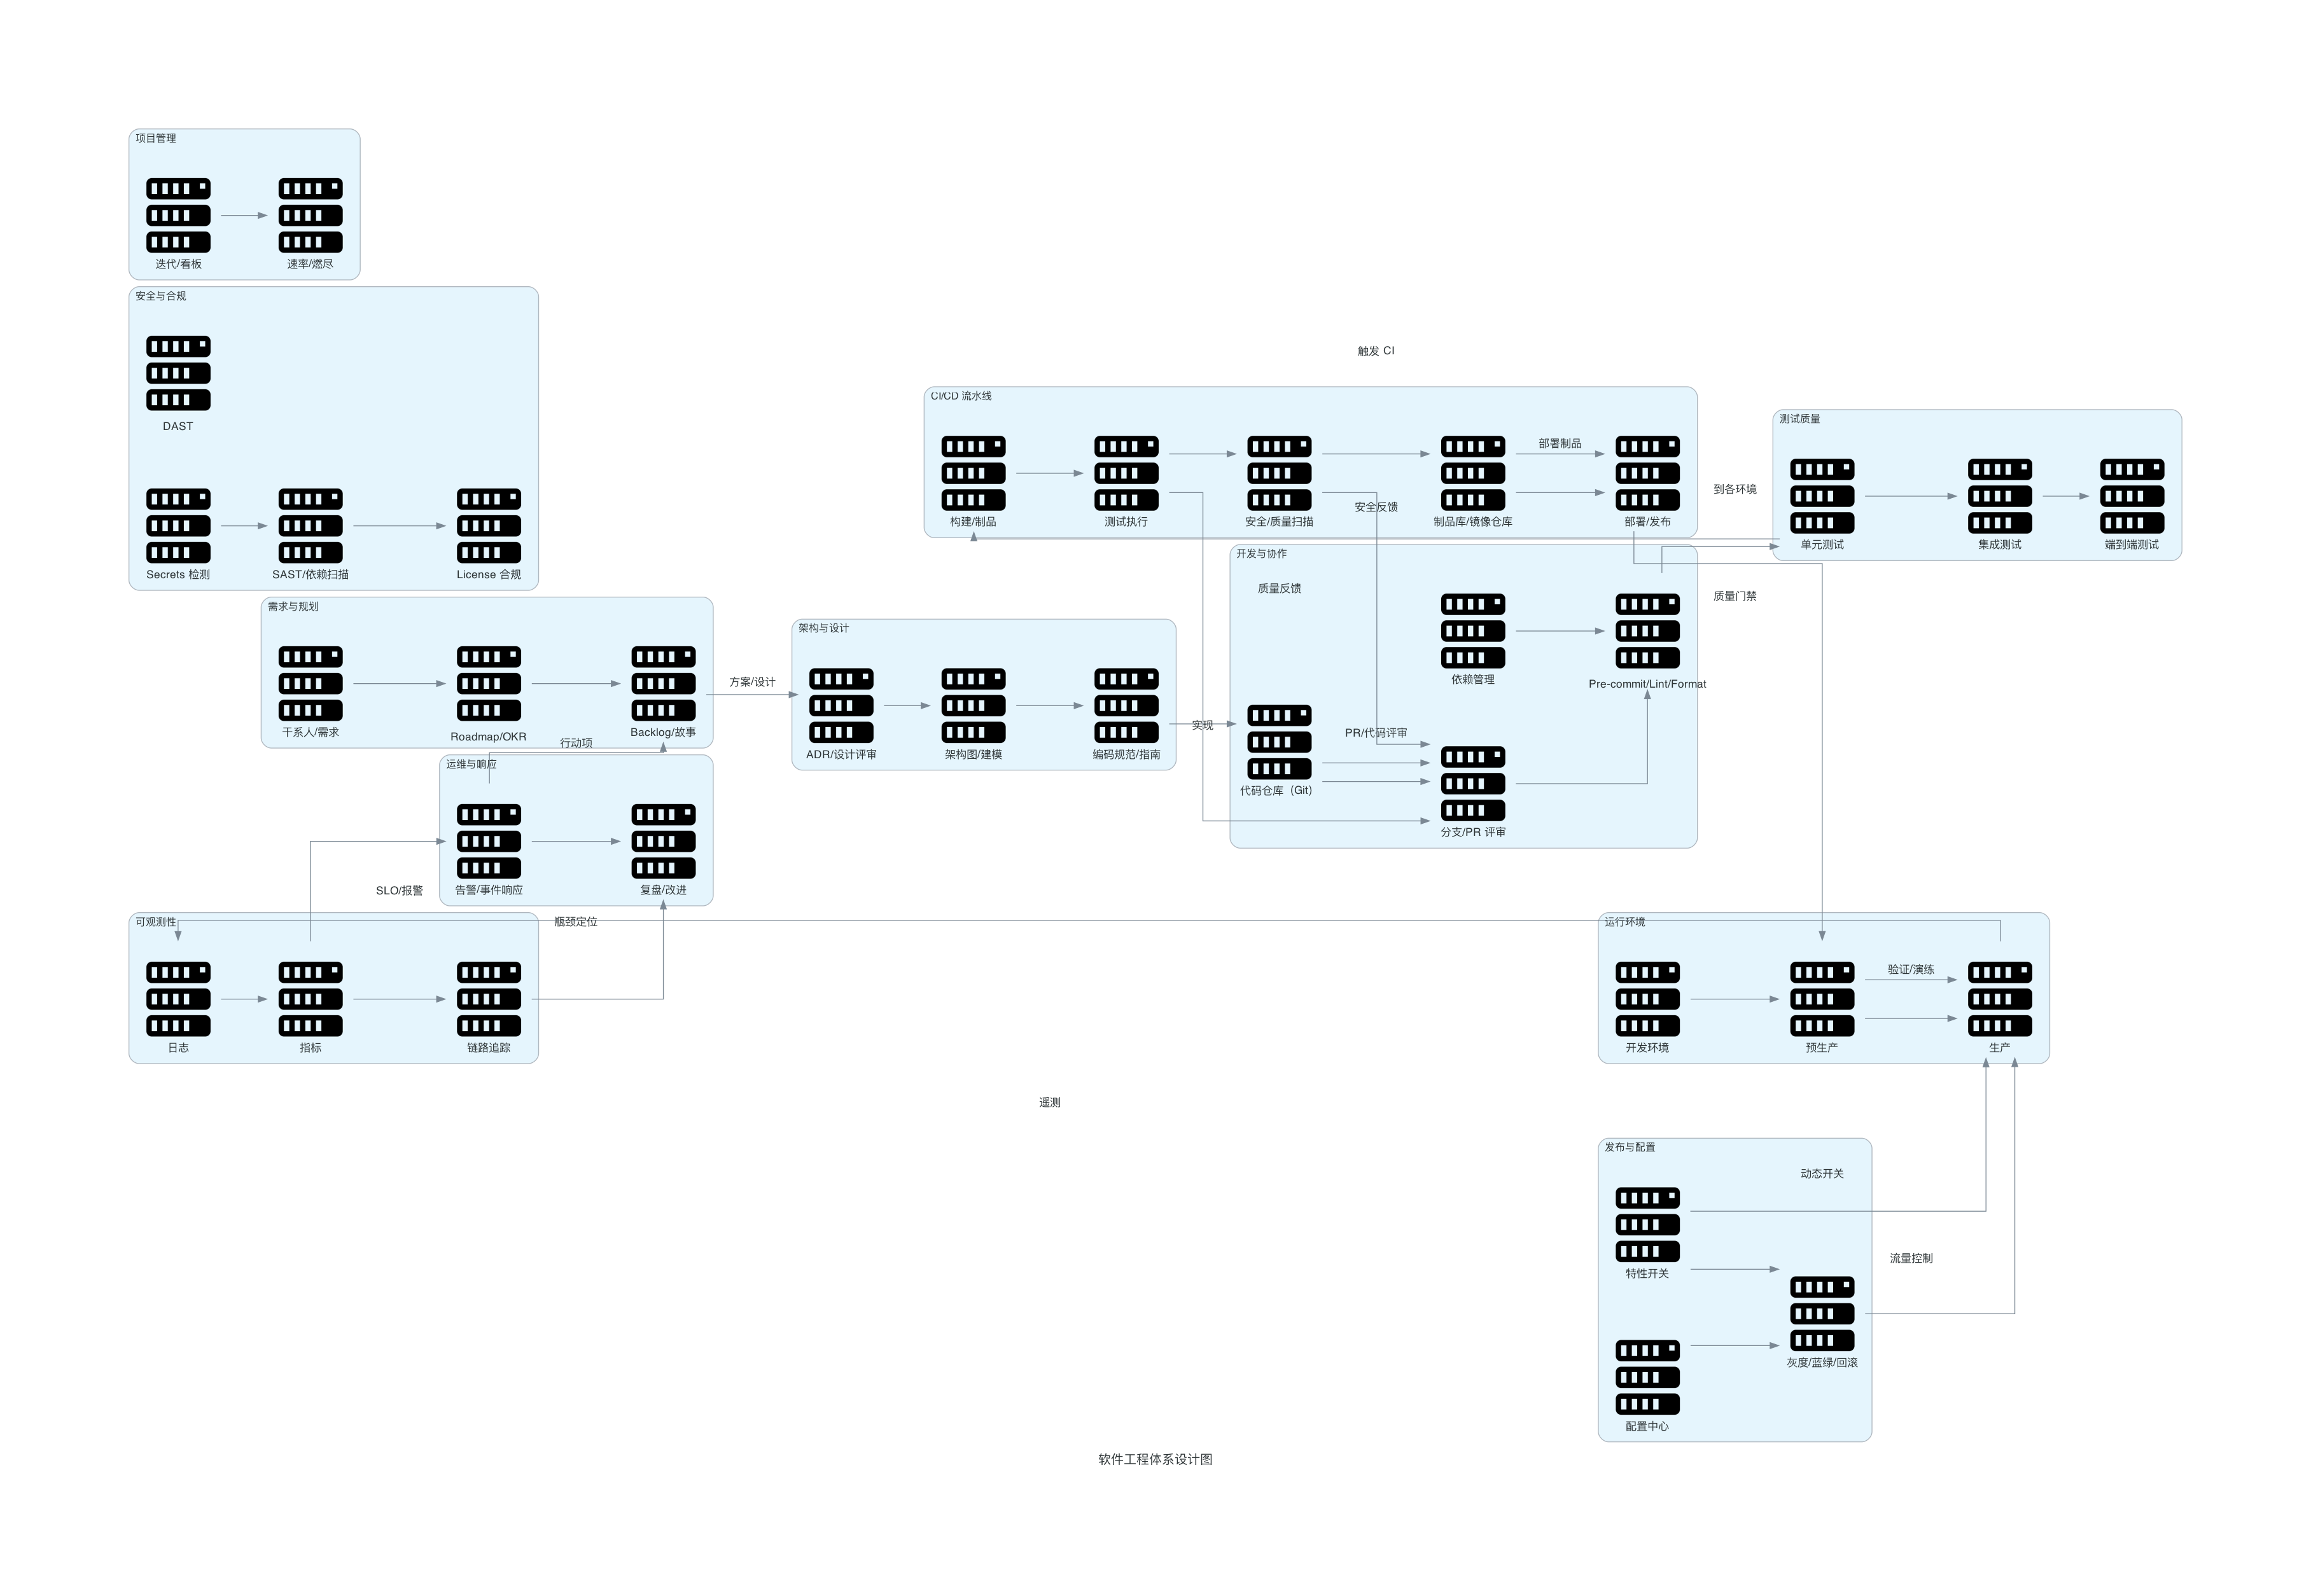 项目管理
迭代/看板
速率/燃尽
安全与合规
DAST
Secrets 检测
SAST/依赖扫描
License 合规
触发 CI
CI/CD 流水线
部署制品
安全反馈
构建/制品
测试执行
安全/质量扫描
制品库/镜像仓库
部署/发布
到各环境
测试质量
单元测试
集成测试
端到端测试
开发与协作
质量反馈
质量门禁
依赖管理
Pre-commit/Lint/Format
PR/代码评审
代码仓库（Git）
分支/PR 评审
需求与规划
干系人/需求
Roadmap/OKR
Backlog/故事
方案/设计
架构与设计
ADR/设计评审
架构图/建模
编码规范/指南
实现
行动项
运维与响应
告警/事件响应
复盘/改进
SLO/报警
可观测性
瓶颈定位
日志
指标
链路追踪
运行环境
验证/演练
开发环境
预生产
生产
遥测
发布与配置
动态开关
特性开关
流量控制
灰度/蓝绿/回滚
配置中心
软件工程体系设计图